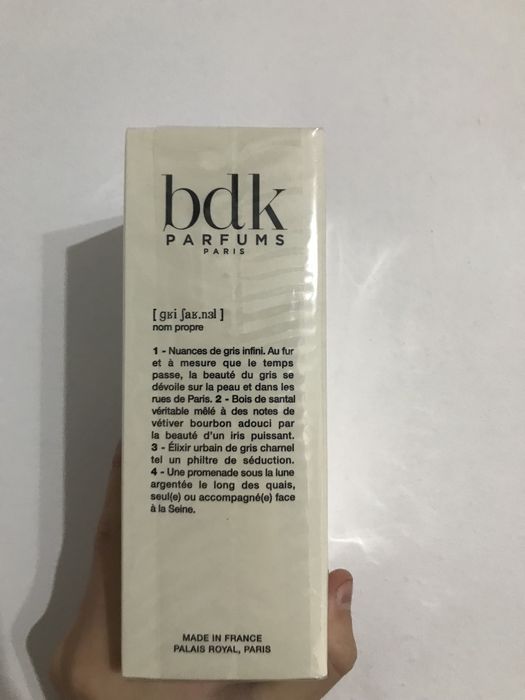 bdk
PARFUMS
PARIS
[ gʁi ʃaʁ.nɜl ]
nom propre
1 - Nuances de gris infini. Au fur
et à mesure que le temps
passe, la beauté du gris se
dévoile sur la peau et dans les
rues de Paris. 2 - Bois de santal
véritable mêlé à des notes de
vétiver bourbon adouci par
la beauté d'un iris puissant.
3 - Élixir urbain de gris charnel
tel un philtre de séduction.
4 - Une promenade sous la lune
argentée le long des quais,
seul(e) ou accompagné(e) face
à la Seine.
MADE IN FRANCE
PALAIS ROYAL, PARIS